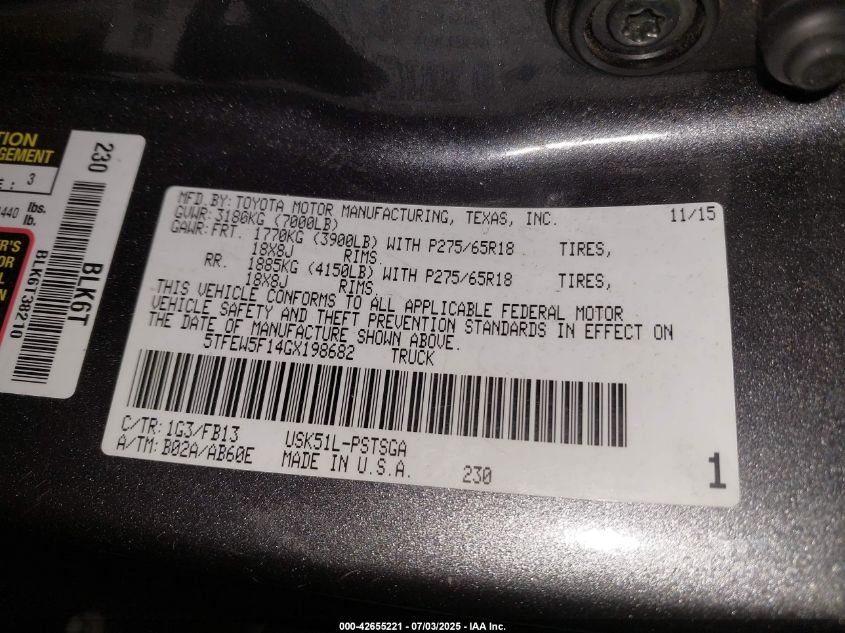 TION
GEMENT
E : 3
1440 lbs.
lb.
R'S
OR
L
N
230
BLK6T
BLK6T38210
MFD.BY: TOYOTA MOTOR MANUFACTURING, TEXAS, INC. 11/15
GVWR: 3180KG (7000LB)
GAWR: FRT. 1770KG (3900LB) WITH P275/65R18 TIRES,
18X8J RIMS
RR. 1885KG (4150LB) WITH P275/65R18 TIRES,
18X8J RIMS.
THIS VEHICLE CONFORMS TO ALL APPLICABLE FEDERAL MOTOR
VEHICLE SAFETY AND THEFT PREVENTION STANDARDS IN EFFECT ON
THE DATE OF MANUFACTURE SHOWN ABOVE.
5TFEW5F14GX198682 TRUCK
C/TR: 1G3/FB13 USK51L-PSTSGA
A/TM: B02A/AB60E MADE IN U.S.A. 230 1
000-42655221 - 07/03/2025 - IAA Inc.